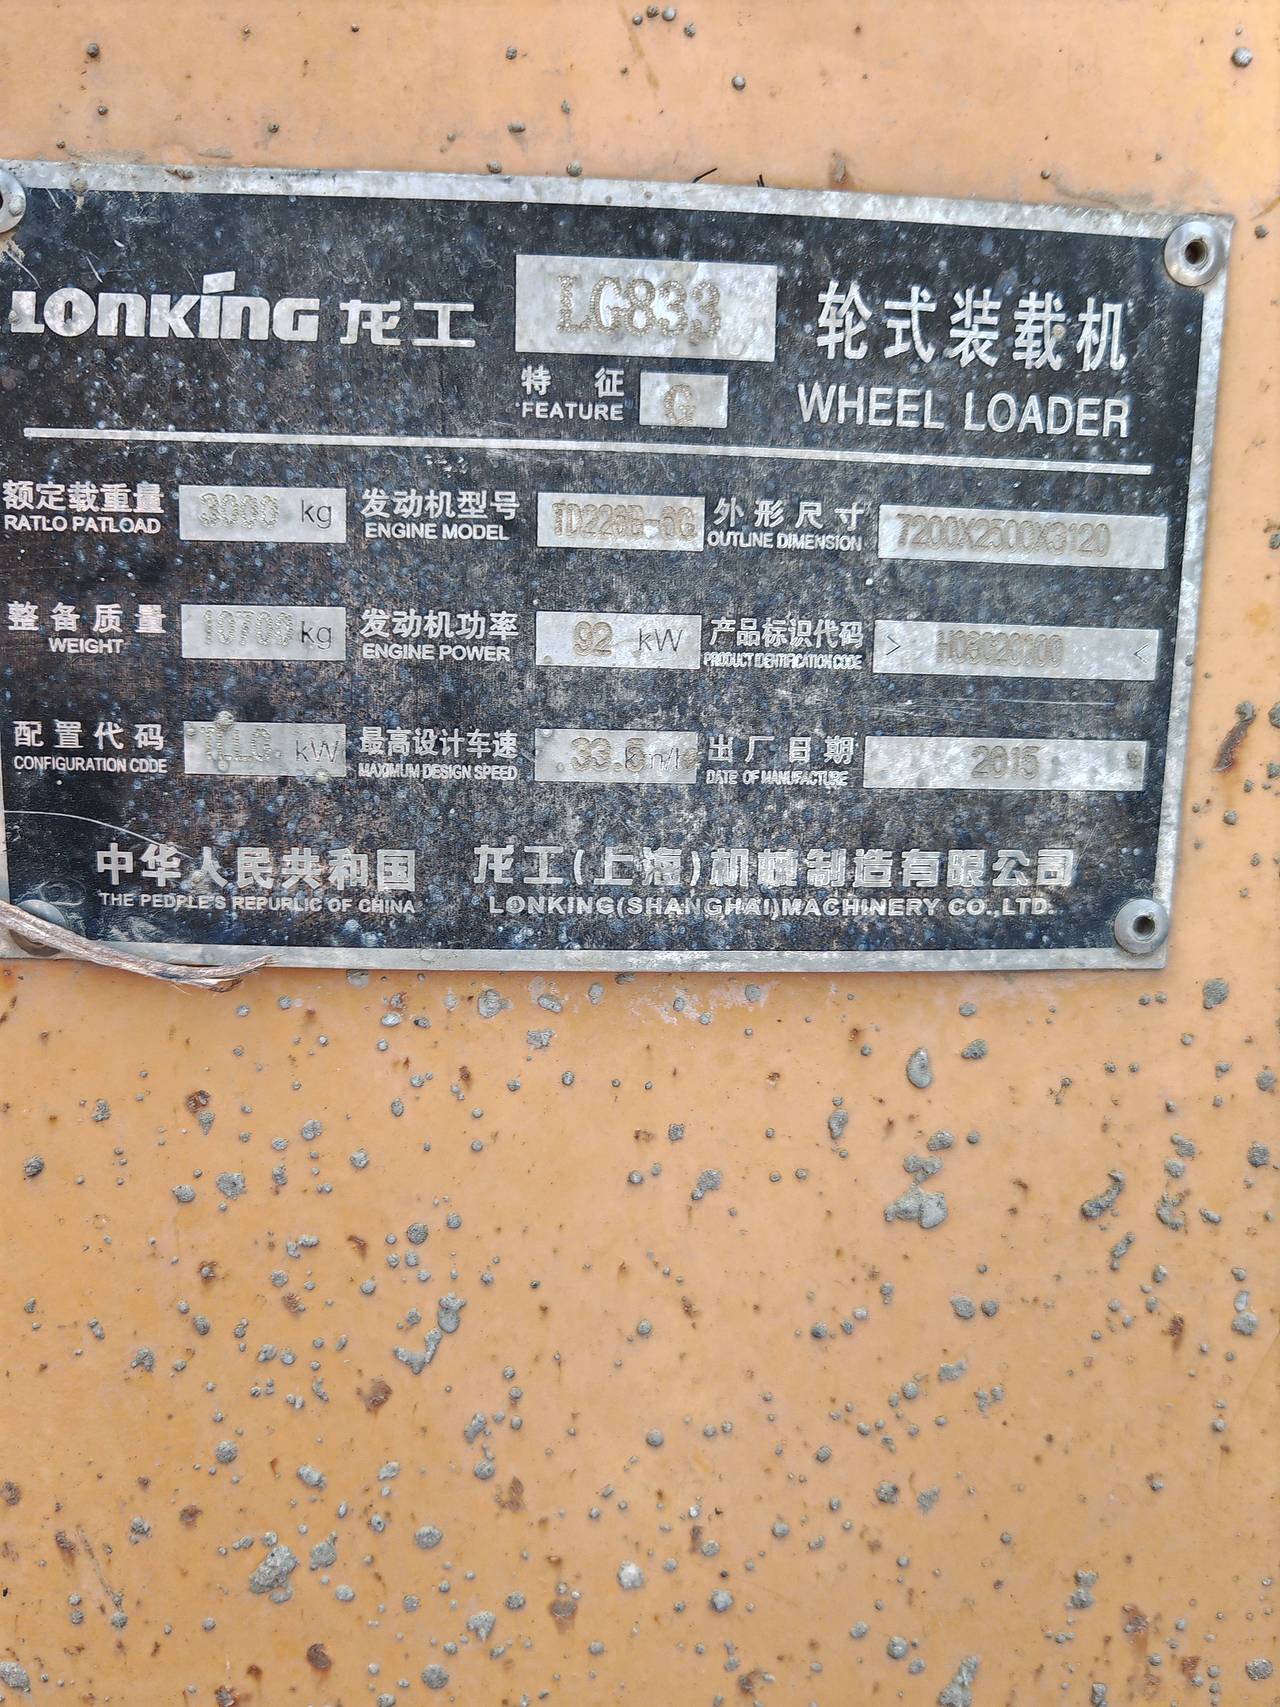 LONKING 龙工 LG833 轮式装载机
特 征 G
FEATURE WHEEL LOADER
额定载重量 3000 kg 发动机型号 TD226B-6G 外形尺寸 7200X2500X3120
RATLO PATLOAD ENGINE MODEL OUTLINE DIMENSION
整备质量 10700 kg 发动机功率 92 kW 产品标识代码 >
WEIGHT ENGINE POWER PRODUCT IDENTIFICATION CODE
配置代码 kW 最高设计车速 出厂日期 2015 9
CONFIGURATION CODE MAXIMUM DESIGN SPEED DATE OF MANUFACTURE
中华人民共和国 龙工(上海)机械制造有限公司
THE PEDPLE'S REPURLIC OF CHINA LONKING(SHANGHAI)MACHINERY CO.,LTD.